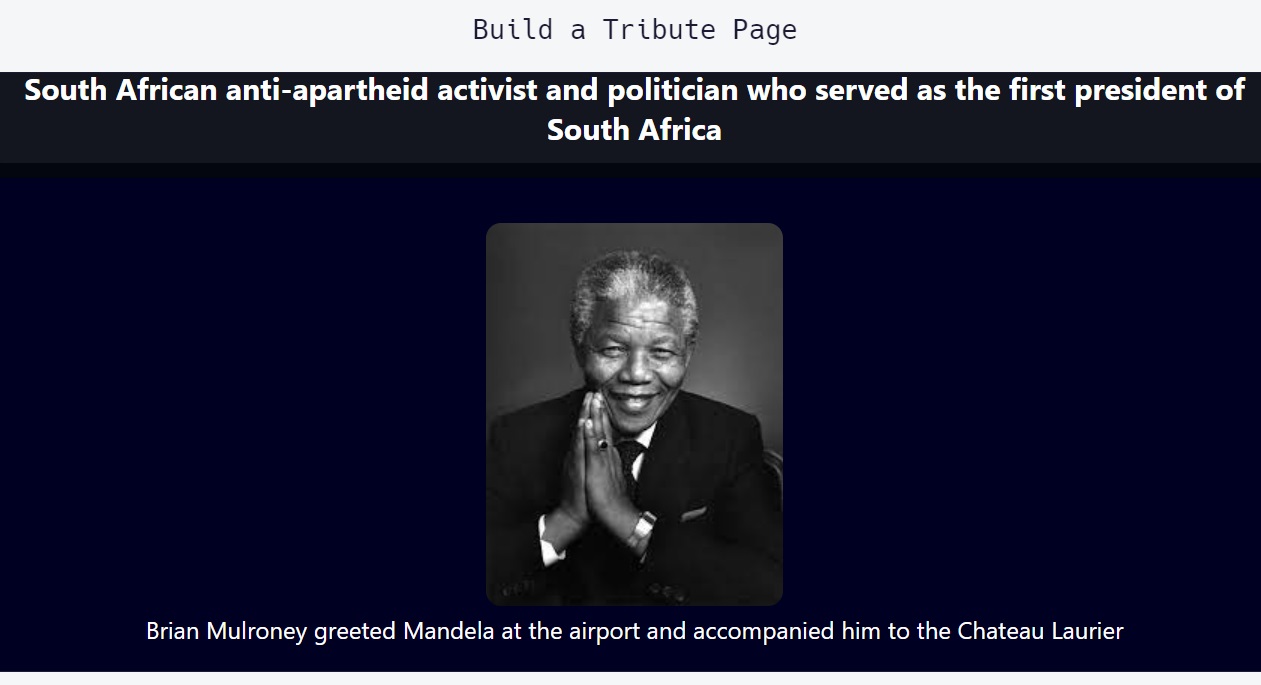 Build a Tribute Page
South African anti-apartheid activist and politician who served as the first president of
South Africa
Brian Mulroney greeted Mandela at the airport and accompanied him to the Chateau Laurier